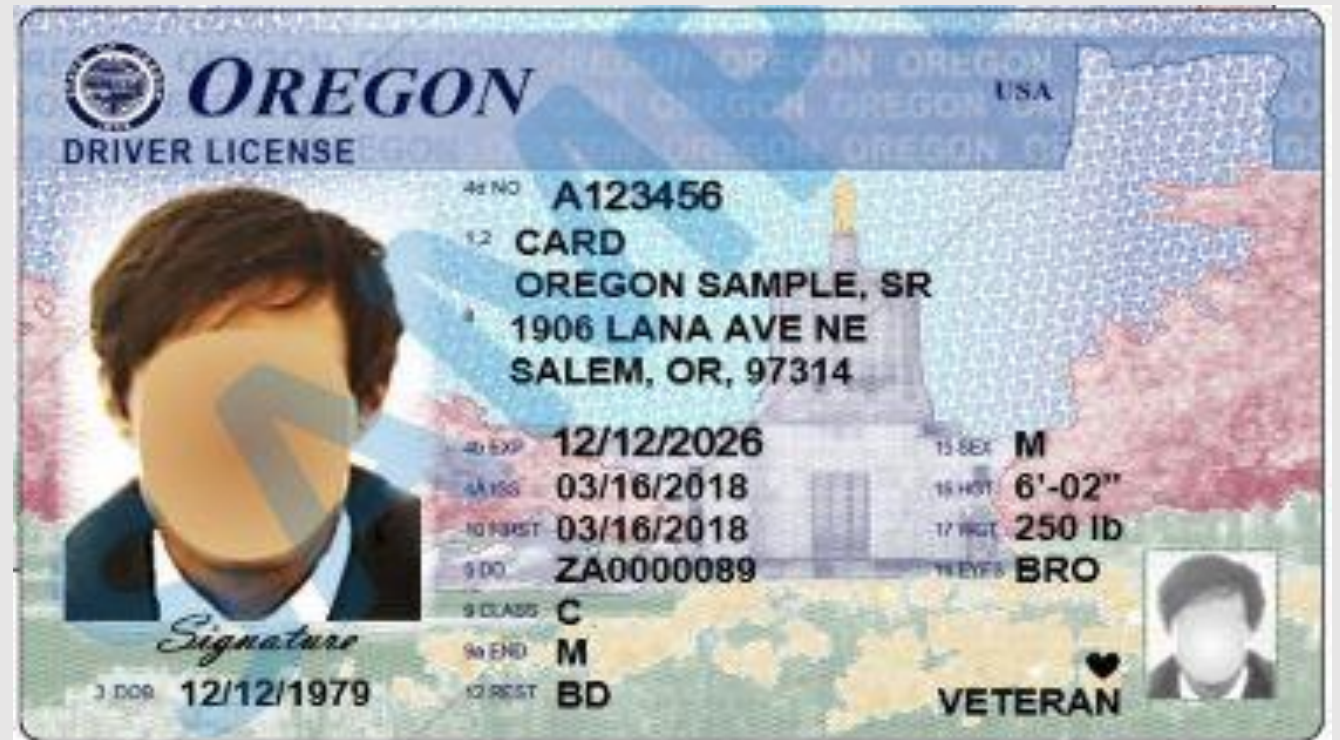 OREGON
USA
DRIVER LICENSE
4d NO A123456
1,2 CARD
OREGON SAMPLE, SR
8 1906 LANA AVE NE
SALEM, OR, 97314
4b EXP 12/12/2026
15 SEX M
4A ISS 03/16/2018
16 HGT 6'-02"
10 FIRST 03/16/2018
17 WGT 250 lb
5 DD ZA0000089
18 EYES BRO
9 CLASS C
9a END M
12 REST BD
Signature
3 DOB 12/12/1979
VETERAN